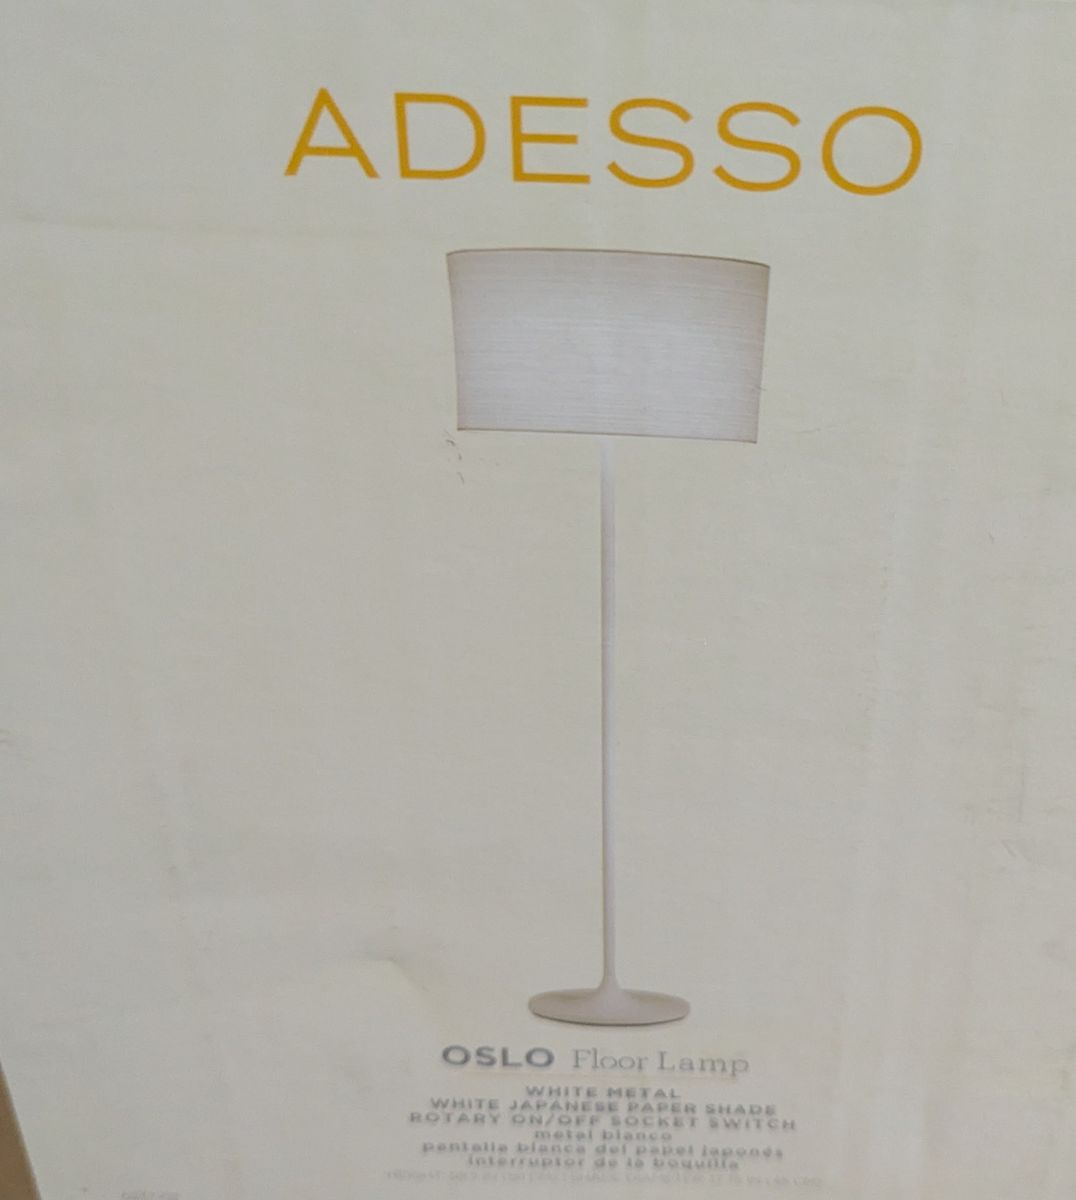 ADESSO
OSLO Floor Lamp
WHITE METAL
WHITE JAPANESE PAPER SHADE
ROTARY ON/OFF SOCKET SWITCH
metal blanco
pantalla blanca del papel japonés
interruptor de la boquilla